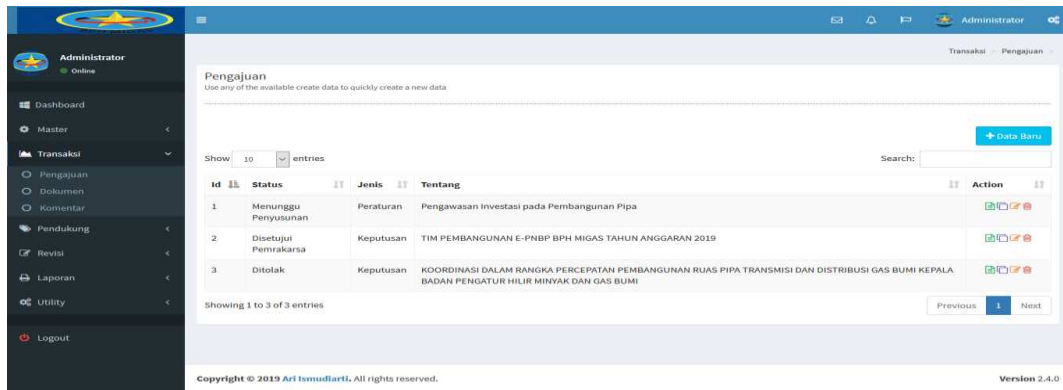 Administrator
Administrator
Online
Transaksi > Pengajuan >
Dashboard
Master
Transaksi
Pengajuan
Dokumen
Komentar
Pendukung
Revisi
Laporan
Utility
Logout
Pengajuan
Use any of the available create data to quickly create a new data
Data Baru
Show 10 entries
Search:
Id Status Jenis Tentang Action
1 Menunggu Peraturan Pengawasan Investasi pada Pembangunan Pipa
Penyusunan
2 Disetujui Keputusan TIM PEMBANGUNAN E-PNBP BPH MIGAS TAHUN ANGGARAN 2019
Pemrakarsa
3 Ditolak Keputusan KOORDINASI DALAM RANGKA PERCEPATAN PEMBANGUNAN RUAS PIPA TRANSMISI DAN DISTRIBUSI GAS BUMI KEPALA
BADAN PENGATUR HILIR MINYAK DAN GAS BUMI
Showing 1 to 3 of 3 entries
Previous 1 Next
Copyright © 2019 Ari Ismudiarti. All rights reserved.
Version 2.4.0